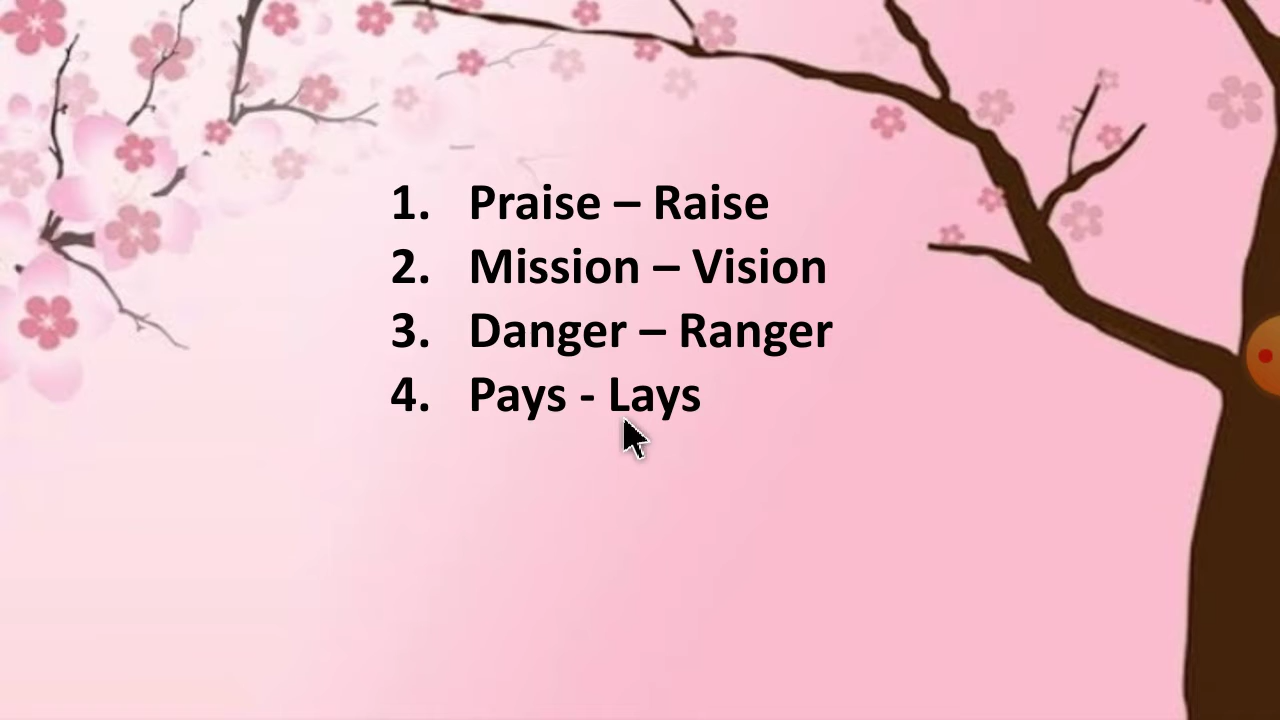 1. Praise – Raise
2. Mission – Vision
3. Danger – Ranger
4. Pays - Lays